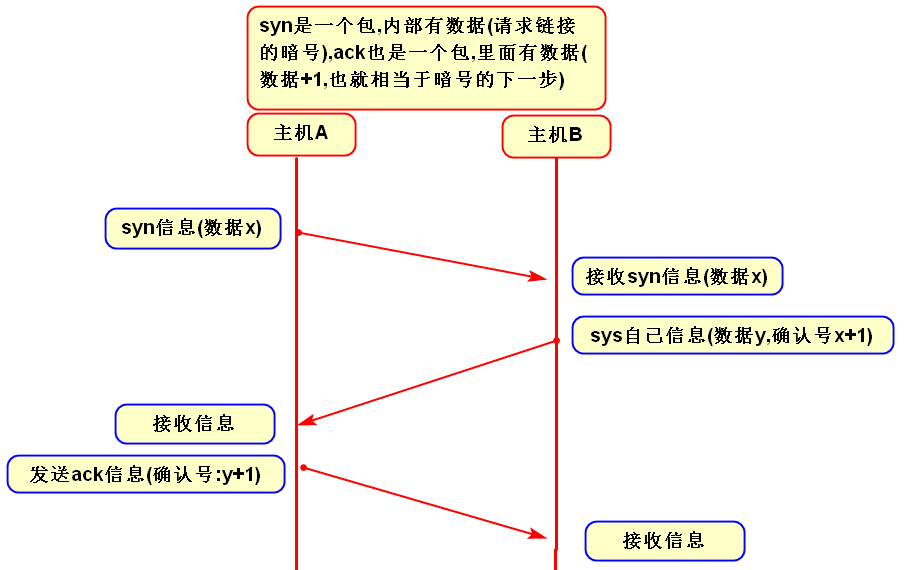 syn是一个包,内部有数据(请求链接
的暗号),ack也是一个包,里面有数据(
数据+1,也就相当于暗号的下一步)
主机A
主机B
syn信息(数据x)
接收syn信息(数据x)
sys自己信息(数据y,确认号x+1)
接收信息
发送ack信息(确认号:y+1)
接收信息